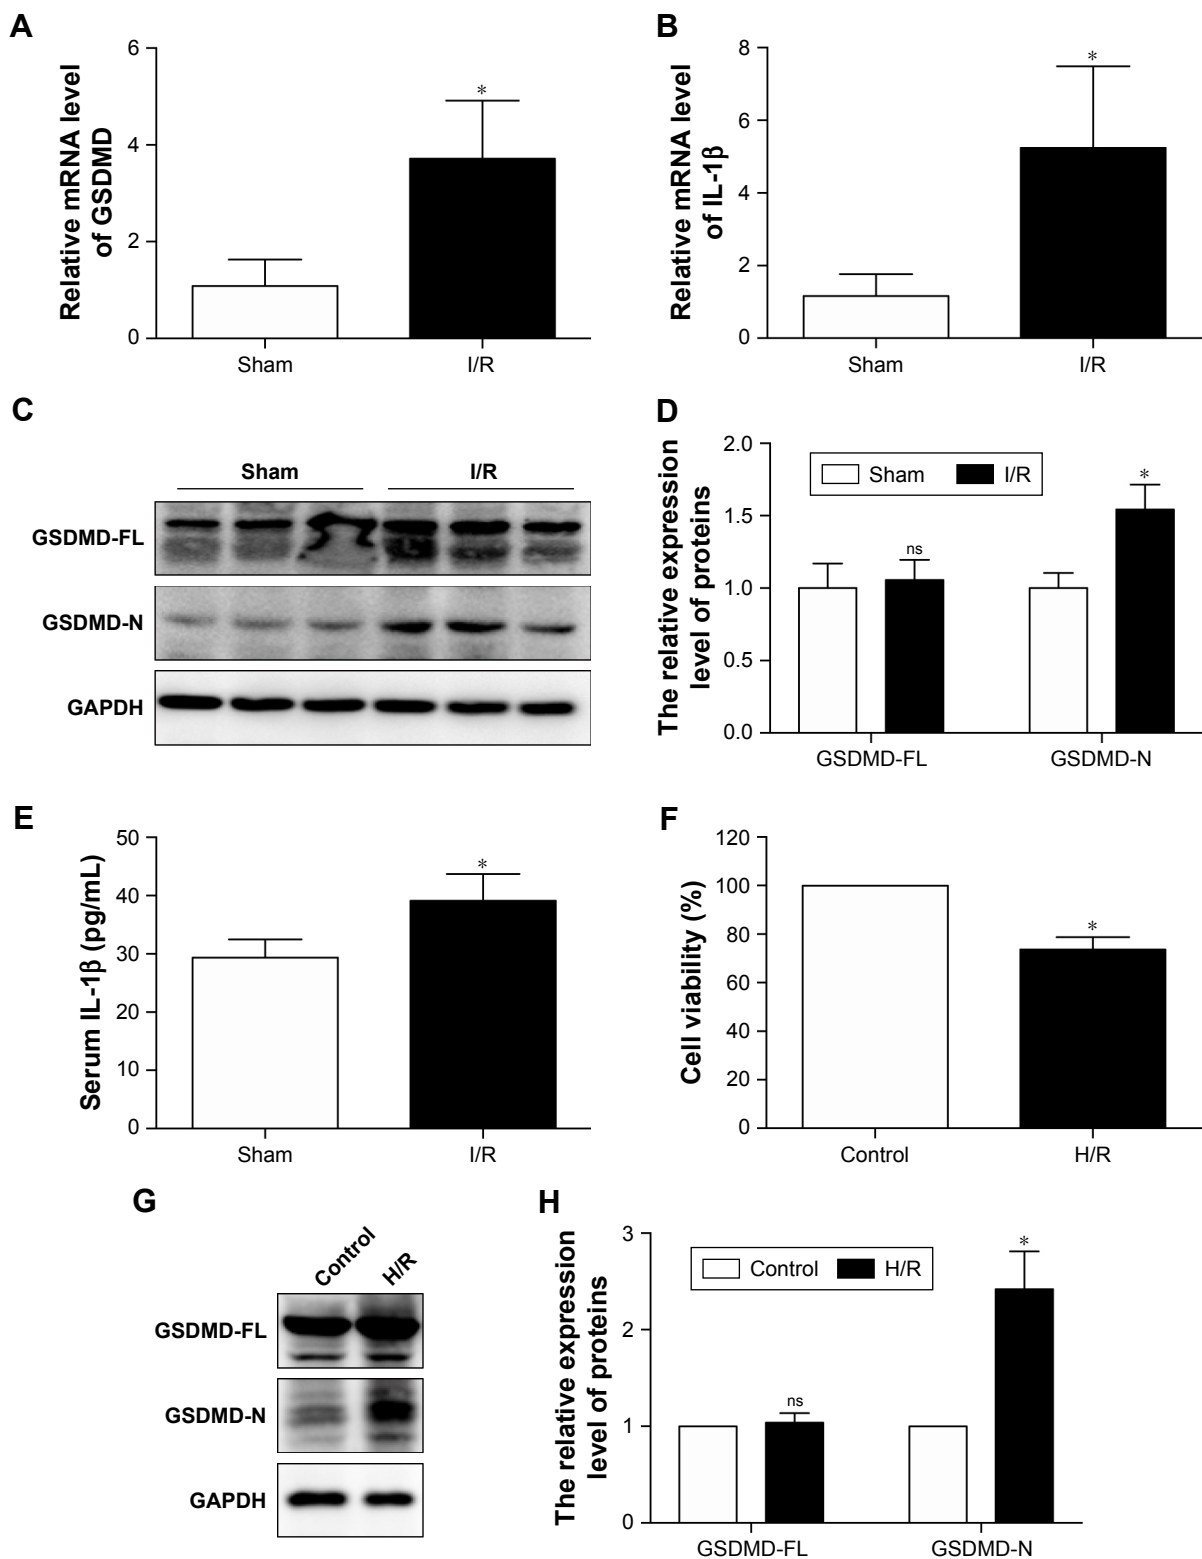 A
Relative mRNA level
of GSDMD
6
4
2
0
*
Sham
I/R
B
Relative mRNA level
of IL-1β
8
6
4
2
0
*
Sham
I/R
C
Sham
I/R
GSDMD-FL
GSDMD-N
GAPDH
D
The relative expression
level of proteins
2.0
1.5
1.0
0.5
0.0
Sham
I/R
ns
*
GSDMD-FL
GSDMD-N
E
Serum IL-1β (pg/mL)
50
40
30
20
10
0
*
Sham
I/R
F
Cell viability (%)
120
100
80
60
40
20
0
*
Control
H/R
G
Control
H/R
GSDMD-FL
GSDMD-N
GAPDH
H
The relative expression
level of proteins
3
2
1
0
Control
H/R
ns
*
GSDMD-FL
GSDMD-N